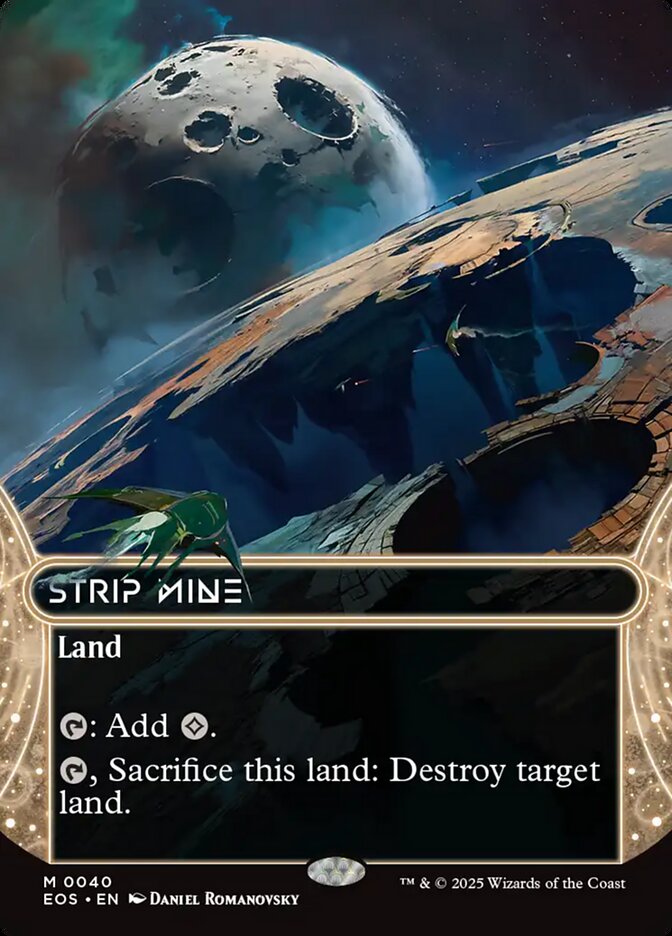 STRIP MINE
Land
: Add .
, Sacrifice this land: Destroy target
land.
M 0040
EOS • EN DANIEL ROMANOVSKY
™ & © 2025 Wizards of the Coast